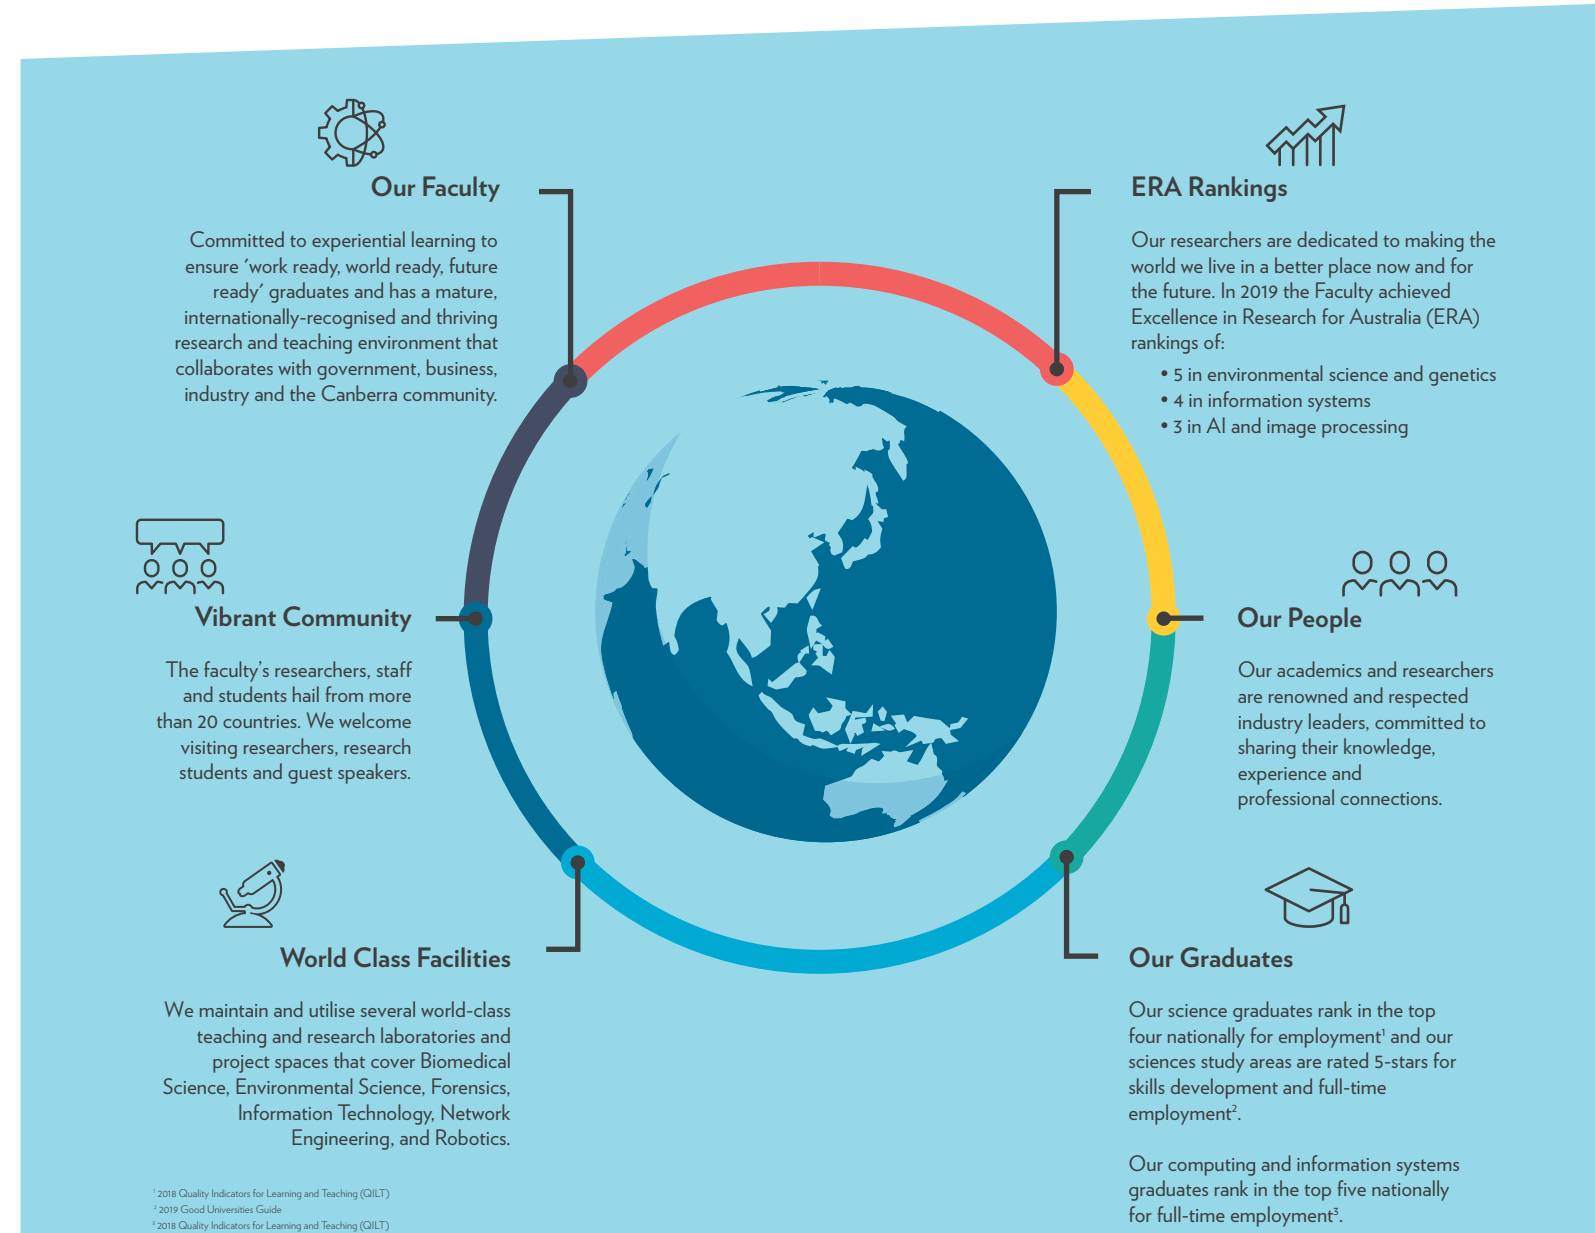 Our Faculty
Committed to experiential learning to
ensure 'work ready, world ready, future
ready' graduates and has a mature,
internationally-recognised and thriving
research and teaching environment that
collaborates with government, business,
industry and the Canberra community.
ERA Rankings
Our researchers are dedicated to making the
world we live in a better place now and for
the future. In 2019 the Faculty achieved
Excellence in Research for Australia (ERA)
rankings of:
• 5 in environmental science and genetics
• 4 in information systems
• 3 in AI and image processing
Vibrant Community
The faculty's researchers, staff
and students hail from more
than 20 countries. We welcome
visiting researchers, research
students and guest speakers.
Our People
Our academics and researchers
are renowned and respected
industry leaders, committed to
sharing their knowledge,
experience and
professional connections.
World Class Facilities
We maintain and utilise several world-class
teaching and research laboratories and
project spaces that cover Biomedical
Science, Environmental Science, Forensics,
Information Technology, Network
Engineering, and Robotics.
Our Graduates
Our science graduates rank in the top
four nationally for employment¹ and our
sciences study areas are rated 5-stars for
skills development and full-time
employment².
Our computing and information systems
graduates rank in the top five nationally
for full-time employment³.
¹ 2018 Quality Indicators for Learning and Teaching (QILT)
² 2019 Good Universities Guide
³ 2018 Quality Indicators for Learning and Teaching (QILT)